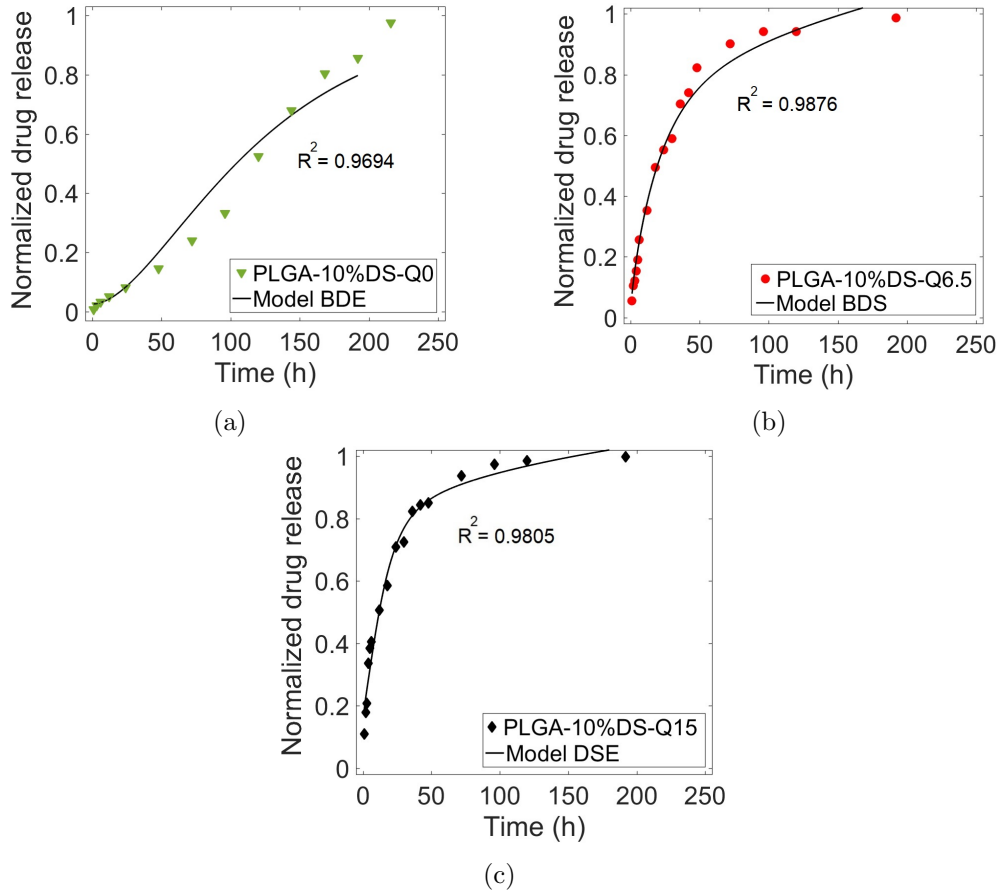 Normalized drug release
1
0.8
0.6
0.4
0.2
0
R² = 0.9694
PLGA-10%DS-Q0
Model BDE
0 50 100 150 200 250
Time (h)
(a)
Normalized drug release
1
0.8
0.6
0.4
0.2
0
R² = 0.9876
PLGA-10%DS-Q6.5
Model BDS
0 50 100 150 200 250
Time (h)
(b)
Normalized drug release
1
0.8
0.6
0.4
0.2
0
R² = 0.9805
PLGA-10%DS-Q15
Model DSE
0 50 100 150 200 250
Time (h)
(c)